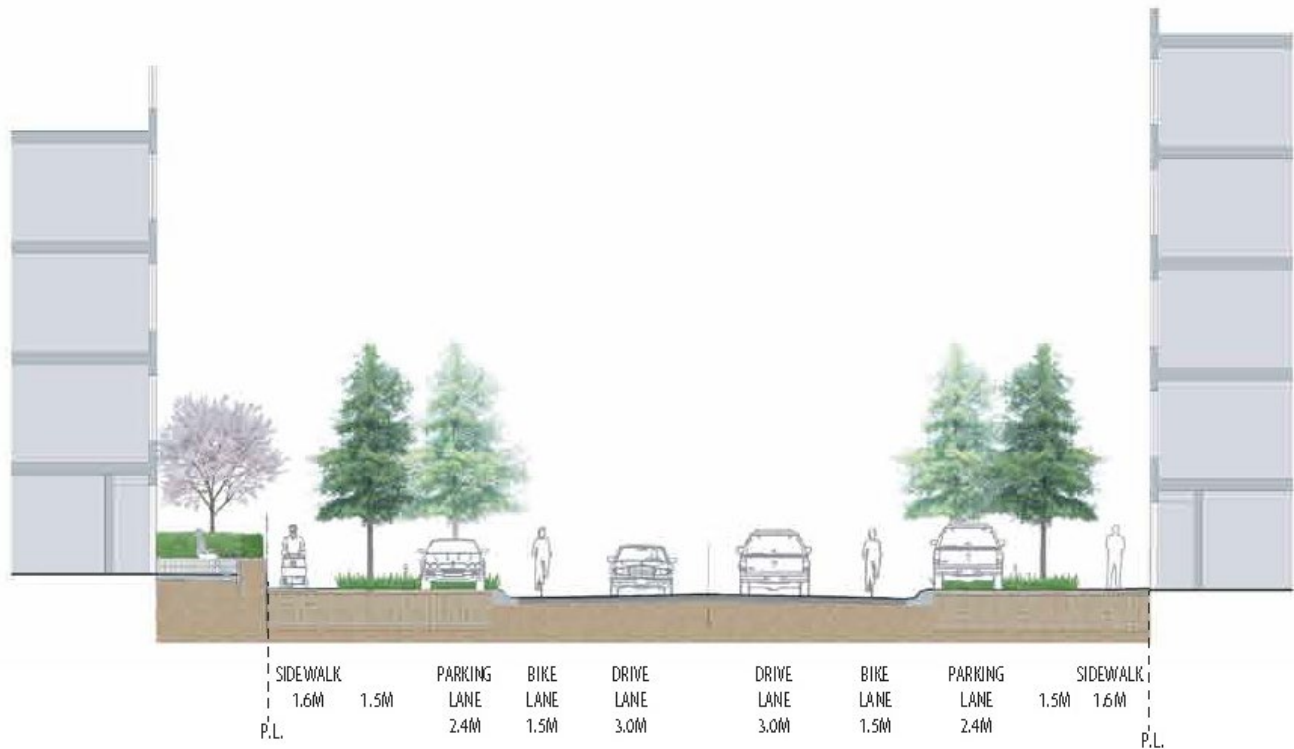 SIDEWALK
1.6M
1.5M
PARKING
LANE
2.4M
BIKE
LANE
1.5M
DRIVE
LANE
3.0M
DRIVE
LANE
3.0M
BIKE
LANE
1.5M
PARKING
LANE
2.4M
1.5M
SIDEWALK
1.6M
P.L.
P.L.